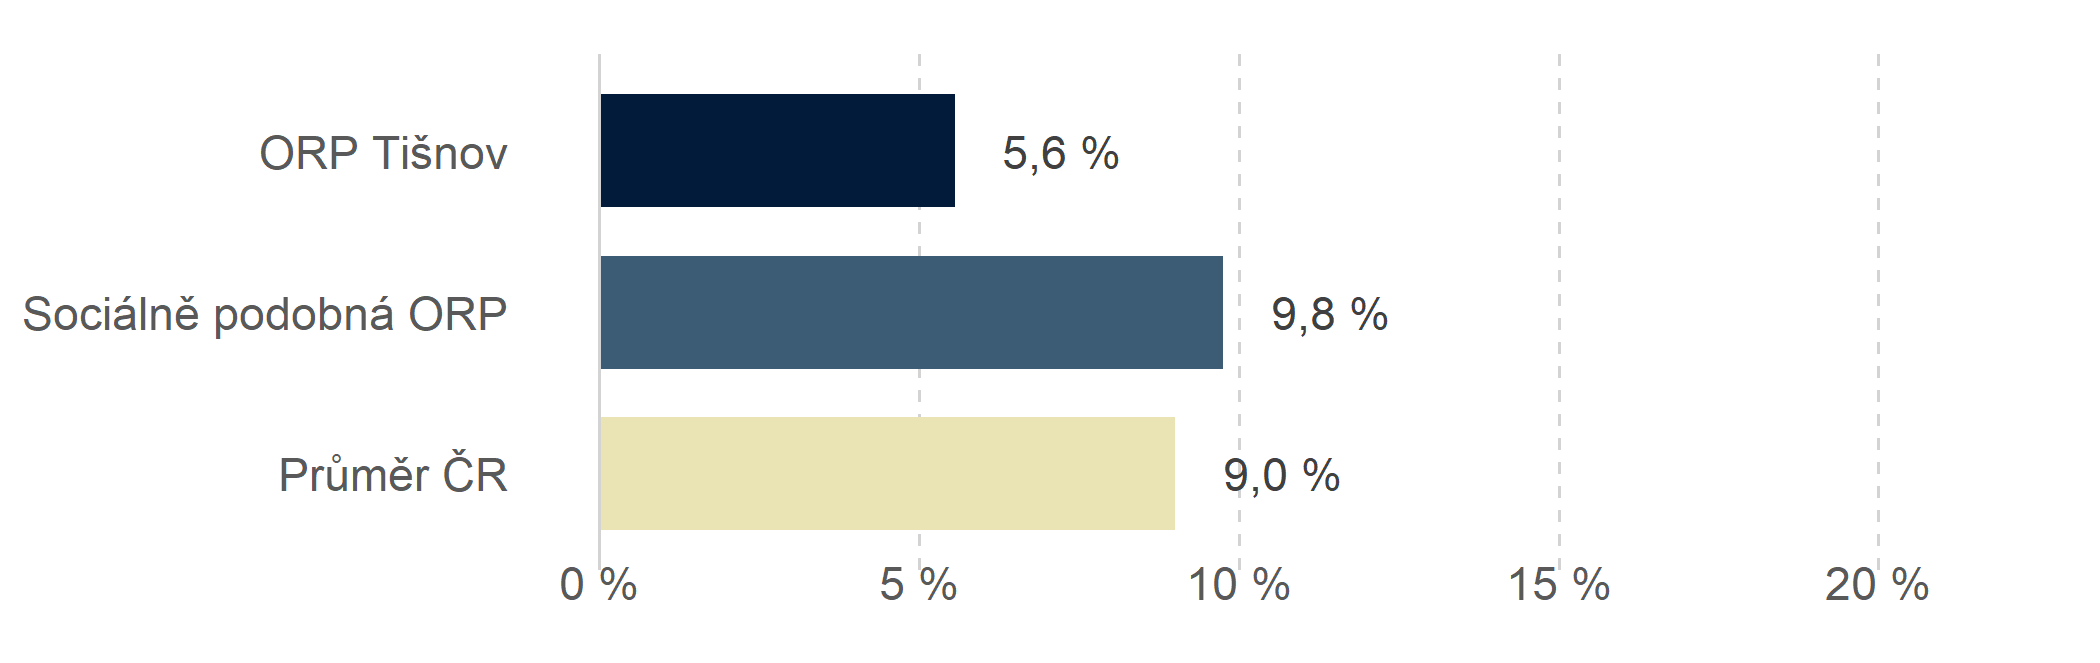 ORP Tišnov
5,6 %
Sociálně podobná ORP
9,8 %
Průměr ČR
9,0 %
0 %
5 %
10 %
15 %
20 %